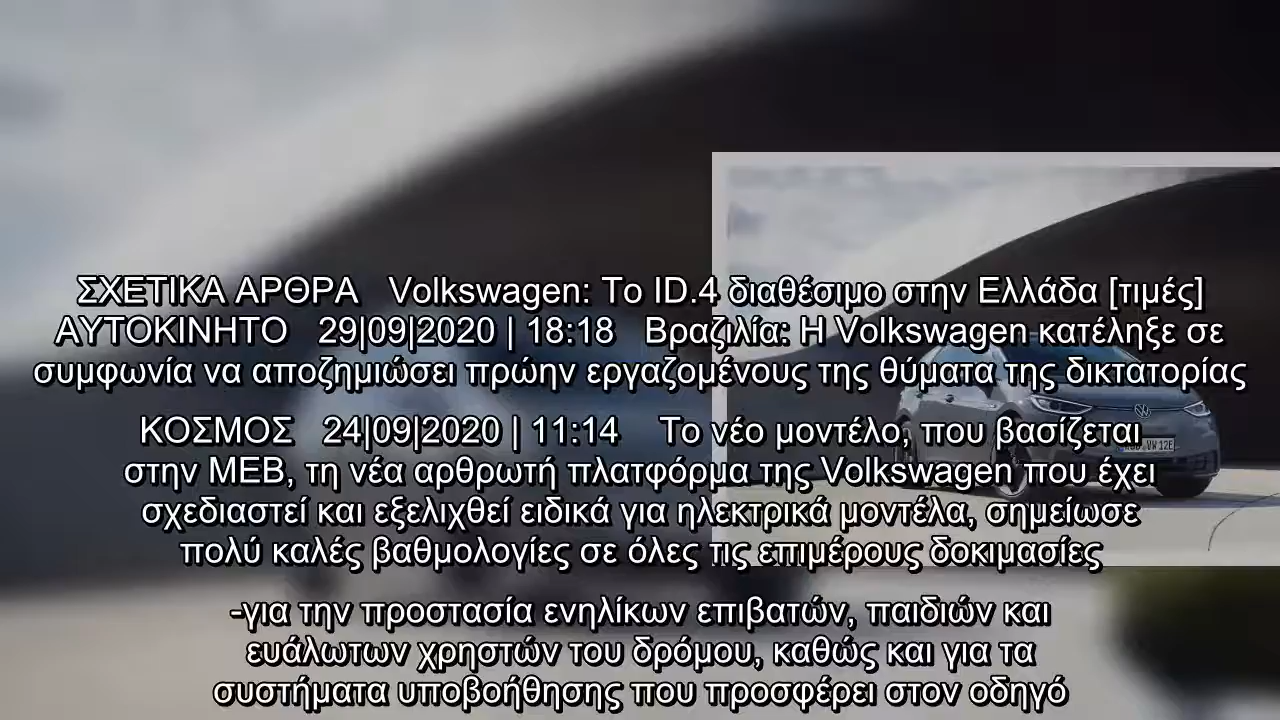 ΣΧΕΤΙΚΑ ΑΡΘΡΑ   Volkswagen: Το ID.4 διαθέσιμο στην Ελλάδα [τιμές]
ΑΥΤΟΚΙΝΗΤΟ   29|09|2020 | 18:18   Βραζιλία: Η Volkswagen κατέληξε σε
συμφωνία να αποζημιώσει πρώην εργαζομένους της θύματα της δικτατορίας
ΚΟΣΜΟΣ   24|09|2020 | 11:14    Το νέο μοντέλο, που βασίζεται
στην MEB, τη νέα αρθρωτή πλατφόρμα της Volkswagen που έχει
σχεδιαστεί και εξελιχθεί ειδικά για ηλεκτρικά μοντέλα, σημείωσε
πολύ καλές βαθμολογίες σε όλες τις επιμέρους δοκιμασίες
-για την προστασία ενηλίκων επιβατών, παιδιών και
ευάλωτων χρηστών του δρόμου, καθώς και για τα
συστήματα υποβοήθησης που προσφέρει στον οδηγό